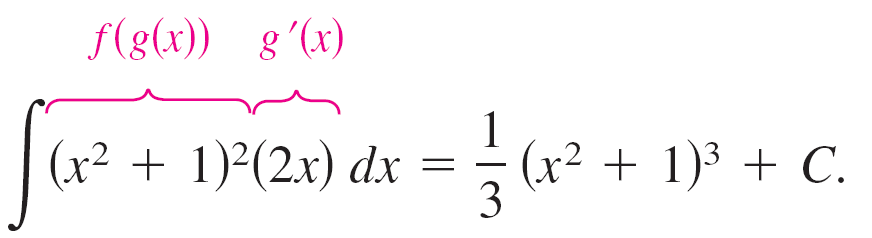 f(g(x)) g′(x)
∫(x² + 1)²(2x) dx = 1/3 (x² + 1)³ + C.